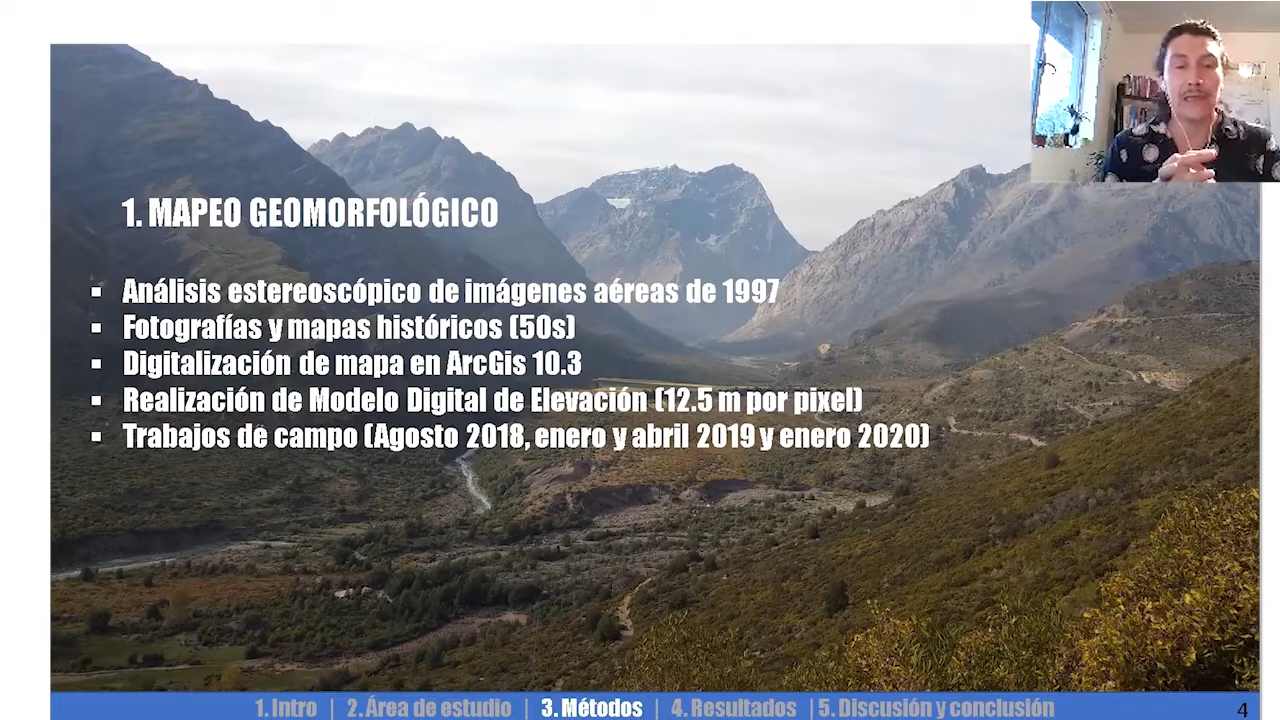 1. MAPEO GEOMORFOLÓGICO
▪ Análisis estereoscópico de imágenes aéreas de 1997
▪ Fotografías y mapas históricos (50s)
▪ Digitalización de mapa en ArcGis 10.3
▪ Realización de Modelo Digital de Elevación (12.5 m por pixel)
▪ Trabajos de campo (Agosto 2018, enero y abril 2019 y enero 2020)
1. Intro | 2. Área de estudio | 3. Métodos | 4. Resultados | 5. Discusión y conclusión
4